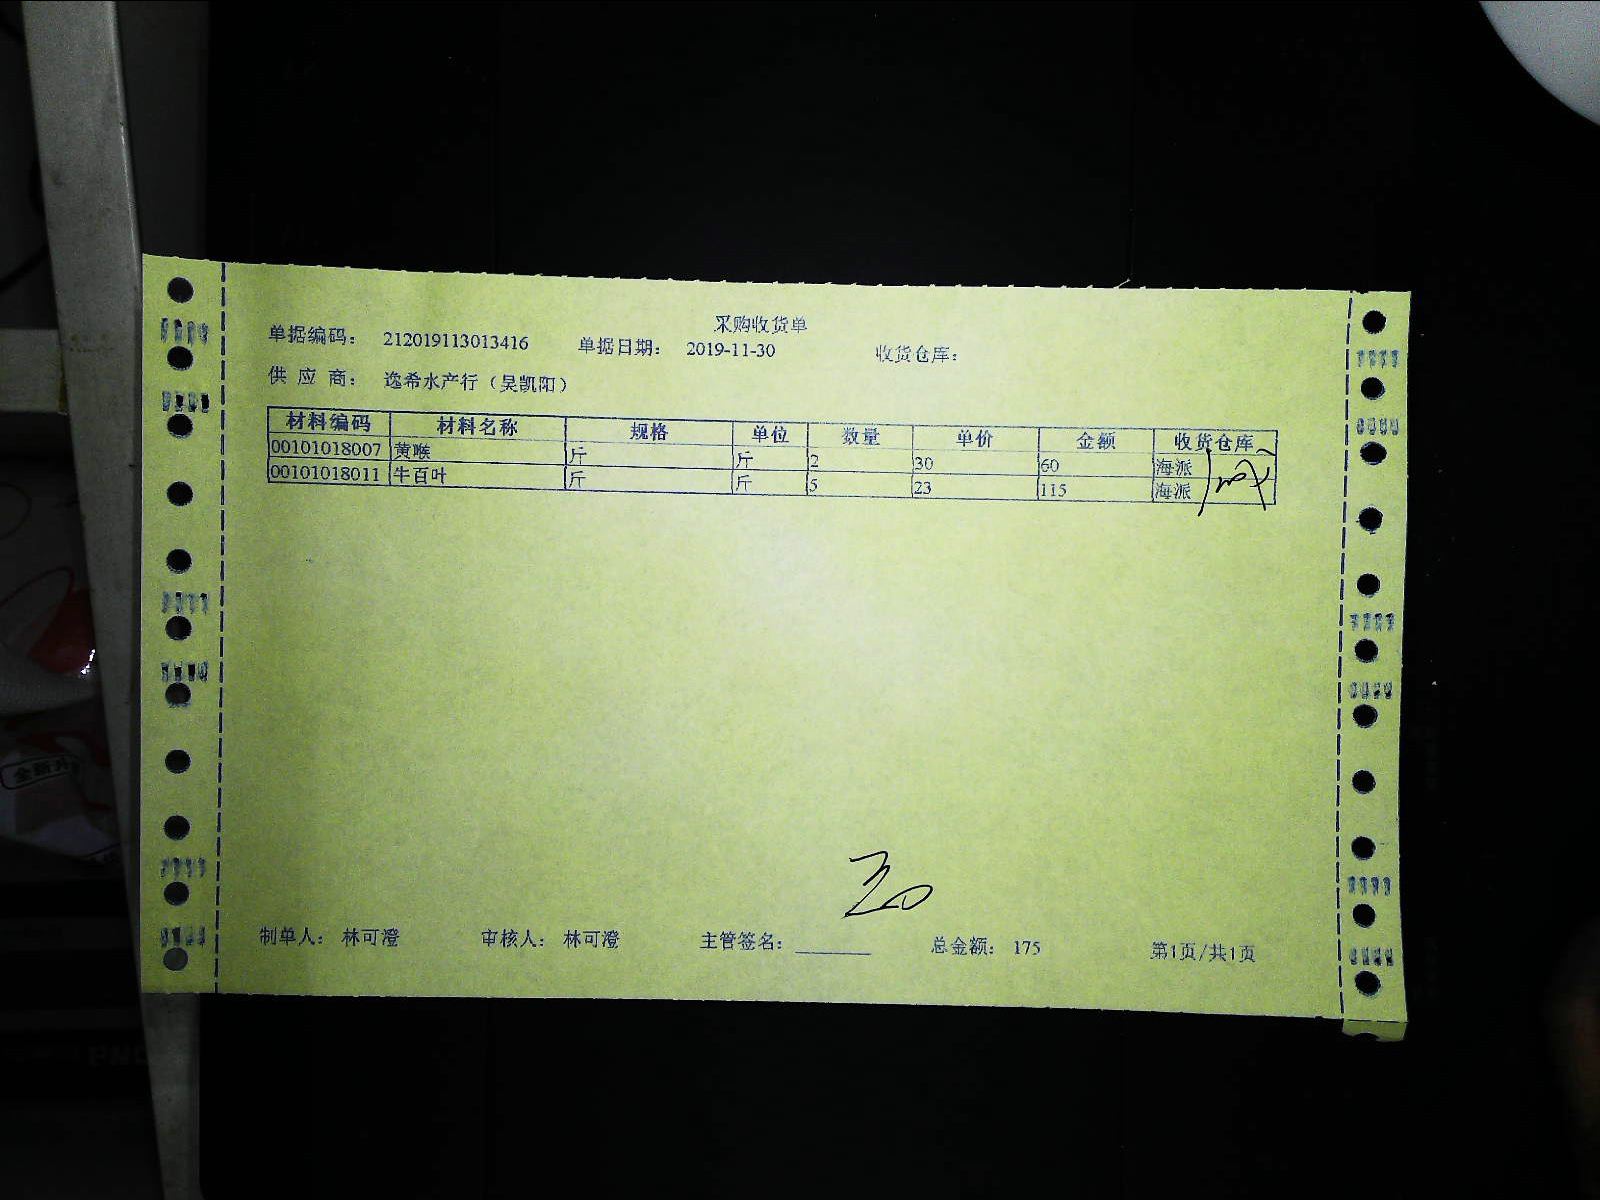 采购收货单
单据编码： 212019113013416 单据日期： 2019-11-30 收货仓库：
供 应 商： 逸希水产行（吴凯阳）
材料编码 材料名称 规格 单位 数量 单价 金额 收货仓库
00101018007 黄喉 斤 斤 2 30 60 海派
00101018011 牛百叶 斤 斤 5 23 115 海派
制单人： 林可澄 审核人： 林可澄 主管签名： 总金额： 175 第1页/共1页